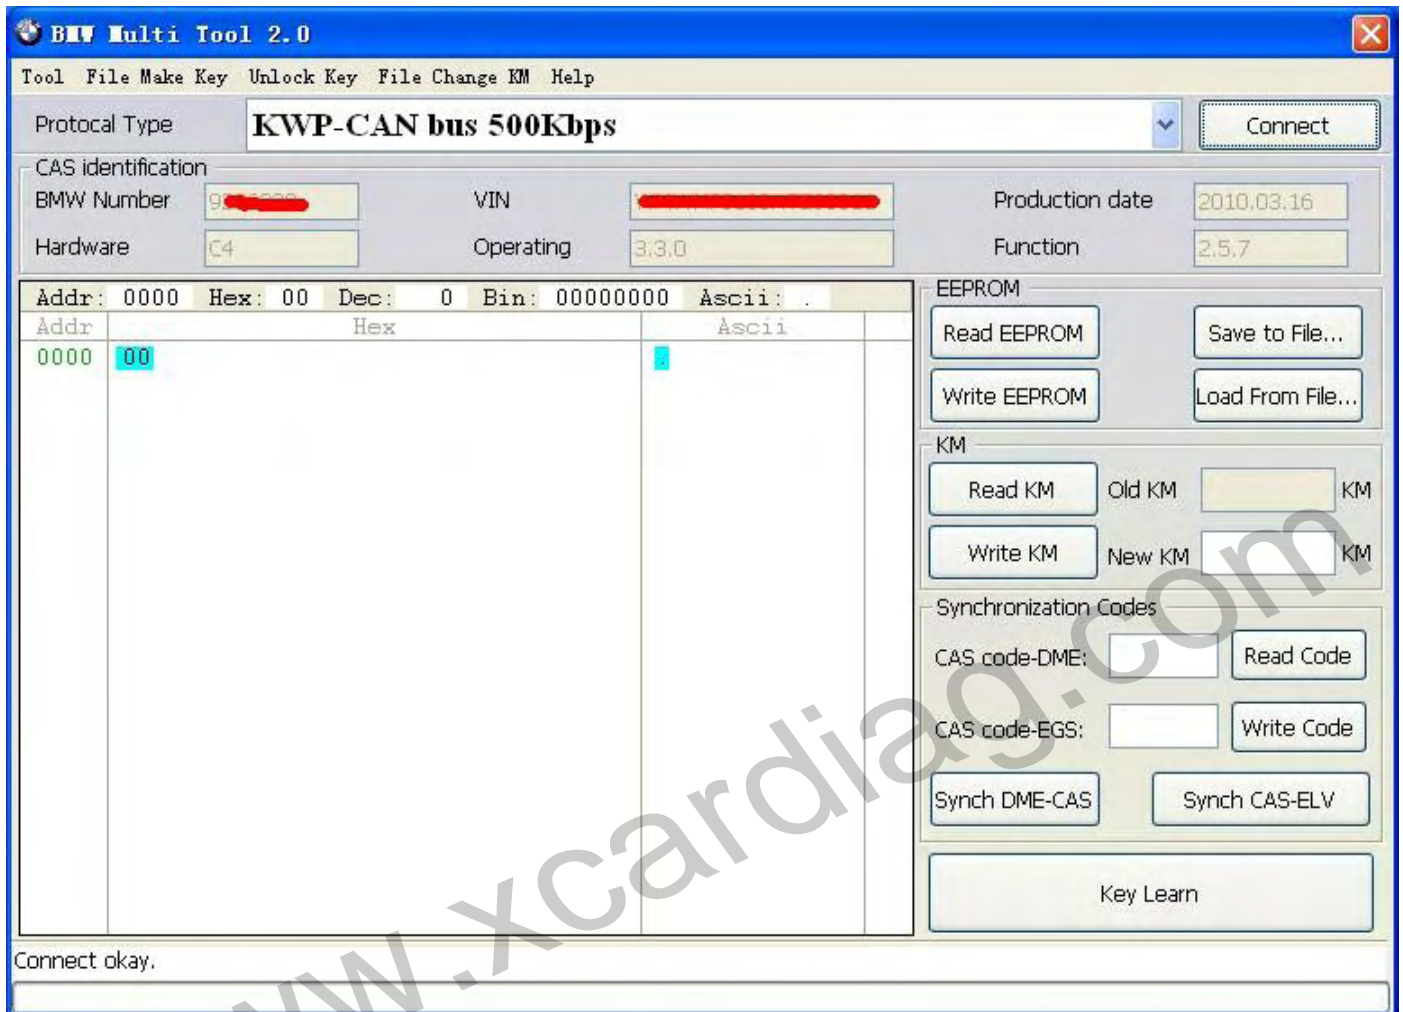 BMW Multi Tool 2.0
Tool File Make Key Unlock Key File Change KM Help
Protocal Type KWP-CAN bus 500Kbps Connect
CAS identification
BMW Number VIN Production date 2010.03.16
Hardware C4 Operating 3.3.0 Function 2.5.7
Addr: 0000 Hex: 00 Dec: 0 Bin: 00000000 Ascii: .
Addr Hex Ascii
0000 00 .
EEPROM
Read EEPROM Save to File...
Write EEPROM Load From File...
KM
Read KM Old KM KM
Write KM New KM KM
Synchronization Codes
CAS code-DME: Read Code
CAS code-EGS: Write Code
Synch DME-CAS Synch CAS-ELV
Key Learn
Connect okay.
www.xcardiag.com